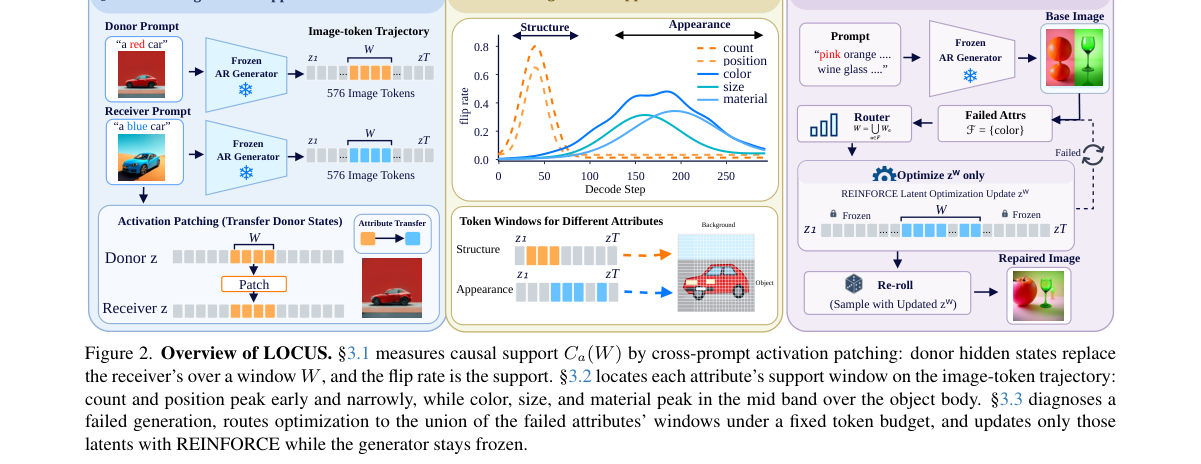 Donor Prompt
“a red car”
Frozen
AR Generator
Image-token Trajectory
z₁
W
zT
...
...
576 Image Tokens
Receiver Prompt
“a blue car”
Frozen
AR Generator
z₁
W
zT
...
...
576 Image Tokens
Activation Patching (Transfer Donor States)
W
Donor z
Patch
Receiver z
Attribute Transfer
Structure
Appearance
flip rate
0.8
0.6
0.4
0.2
0.0
0
50
100
150
200
250
Decode Step
count
position
color
size
material
Token Windows for Different Attributes
Structure
z₁
zT
Appearance
z₁
zT
Background
Object
Prompt
“pink orange ....
wine glass ....”
Frozen
AR Generator
Base Image
Router
Failed Attrs
ℱ = {color}
Failed
Optimize zᵂ only
REINFORCE Latent Optimization Update zᵂ
Frozen
W
Frozen
z₁
...
...
...
zT
Re-roll
(Sample with Updated zᵂ)
Repaired Image
Figure 2. Overview of LOCUS. §3.1 measures causal support Cₐ(W) by cross-prompt activation patching: donor hidden states replace
the receiver’s over a window W, and the flip rate is the support. §3.2 locates each attribute’s support window on the image-token trajectory:
count and position peak early and narrowly, while color, size, and material peak in the mid band over the object body. §3.3 diagnoses a
failed generation, routes optimization to the union of the failed attributes’ windows under a fixed token budget, and updates only those
latents with REINFORCE while the generator stays frozen.